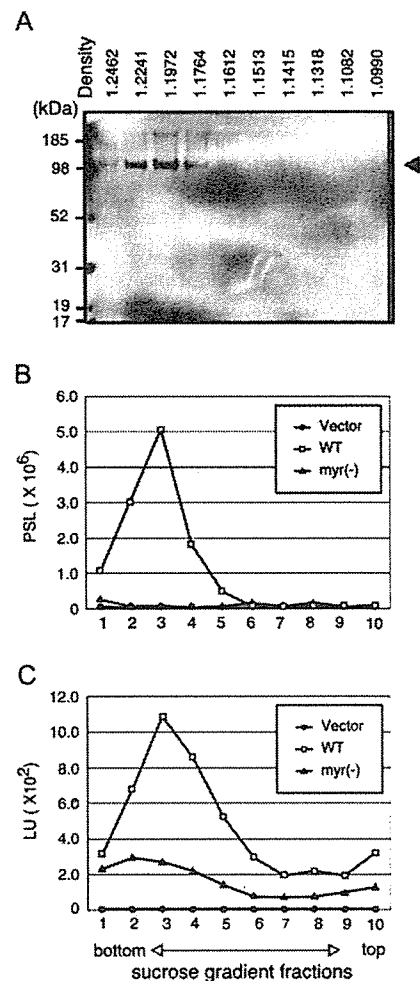 A
Density
1.2462
1.2241
1.1972
1.1764
1.1612
1.1513
1.1415
1.1318
1.1082
1.0990
(kDa)
185
98
52
31
19
17
B
PSL ( X 10⁶)
6.0
5.0
4.0
3.0
2.0
1.0
0
Vector
WT
myr(-)
1 2 3 4 5 6 7 8 9 10
C
LU ( X10²)
12.0
10.0
8.0
6.0
4.0
2.0
0
Vector
WT
myr(-)
1 2 3 4 5 6 7 8 9 10
bottom top
sucrose gradient fractions